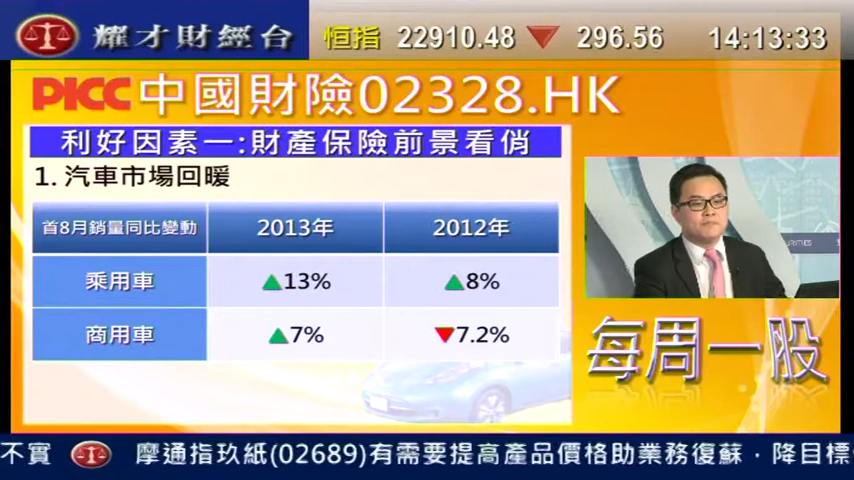 耀才財經台
恒指 22910.48 296.56 14:13:33
PICC中國財險02328.HK
利好因素一:財產保險前景看俏
1. 汽車市場回暖
首8月銷量同比變動 2013年 2012年
乘用車 13% 8%
商用車 7% 7.2%
每周一股
不實 摩通指玖紙(02689)有需要提高產品價格助業務復蘇‧降目標